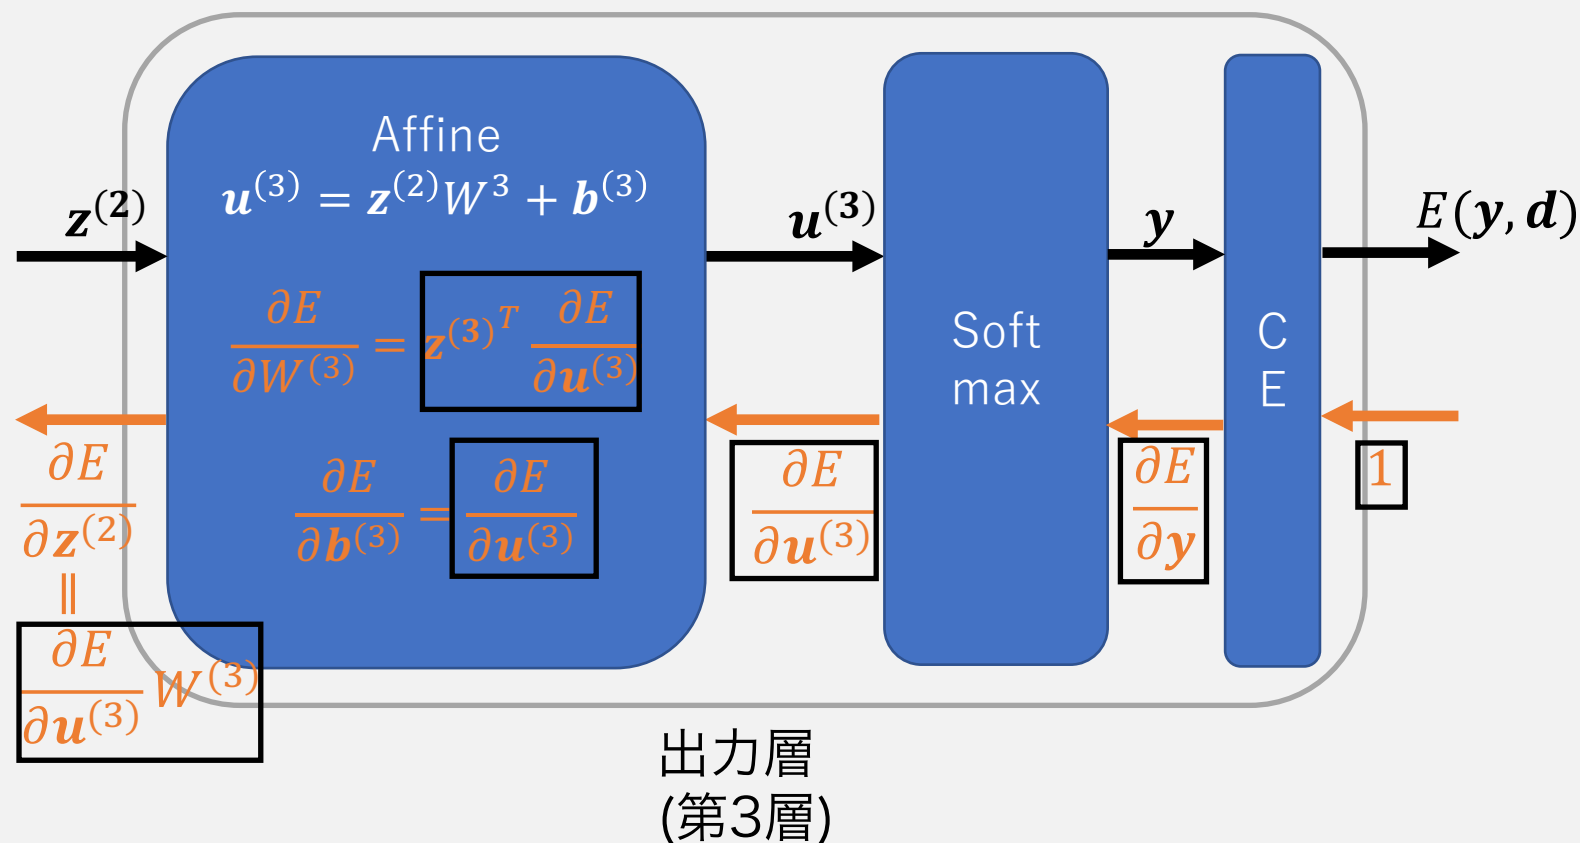 Affine
𝒖⁽³⁾ = 𝒛⁽²⁾W³ + 𝒃⁽³⁾
𝒛⁽²⁾
𝒖⁽³⁾
𝒚
E(𝒚, 𝒅)
∂E/∂W⁽³⁾ = 𝒛⁽³⁾ᵀ ∂E/∂𝒖⁽³⁾
Soft
max
C
E
∂E/∂𝒛⁽²⁾
=
∂E/∂𝒖⁽³⁾ W⁽³⁾
∂E/∂𝒃⁽³⁾ = ∂E/∂𝒖⁽³⁾
∂E/∂𝒖⁽³⁾
∂E/∂𝒚
1
出力層
(第3層)